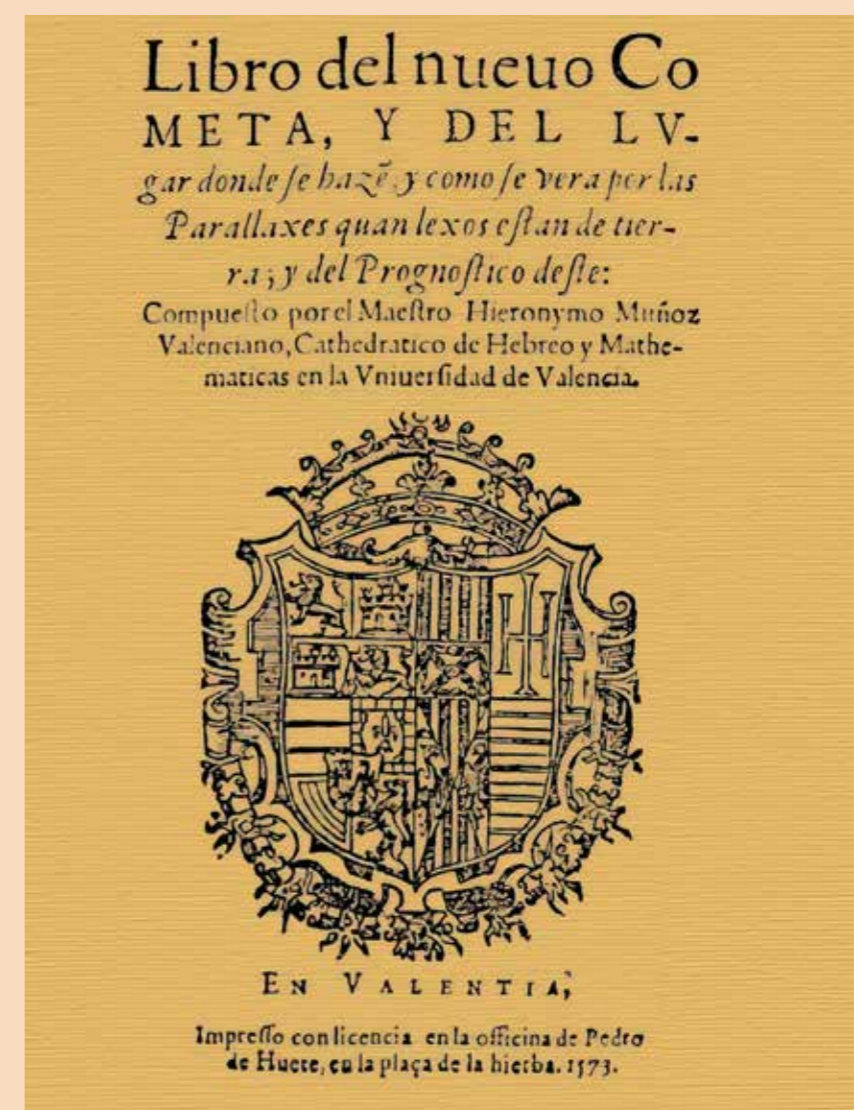 Libro del nueuo Co
META, Y DEL LV-
gar donde ſe hazẽ, y como ſe vera por las
Parallaxes quan lexos eſtan de tier-
ra; y del Prognoſtico deſte:
Compueſto por el Maeſtro Hieronymo Muñoz
Valenciano, Cathedratico de Hebreo y Mathe-
maticas en la Vniuerſidad de Valencia.
EN VALENTIA,
Impreſſo con licencia en la officina de Pedro
de Huete, en la plaça de la hierba. 1573.